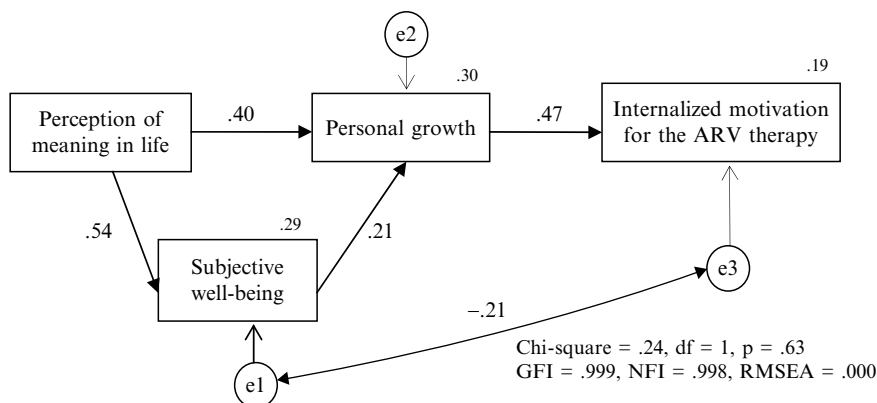 e2
.30
.19
Perception of
meaning in life
.40
Personal growth
.47
Internalized motivation
for the ARV therapy
.54
.29
.21
Subjective
well-being
e3
−.21
Chi-square = .24, df = 1, p = .63
GFI = .999, NFI = .998, RMSEA = .000
e1